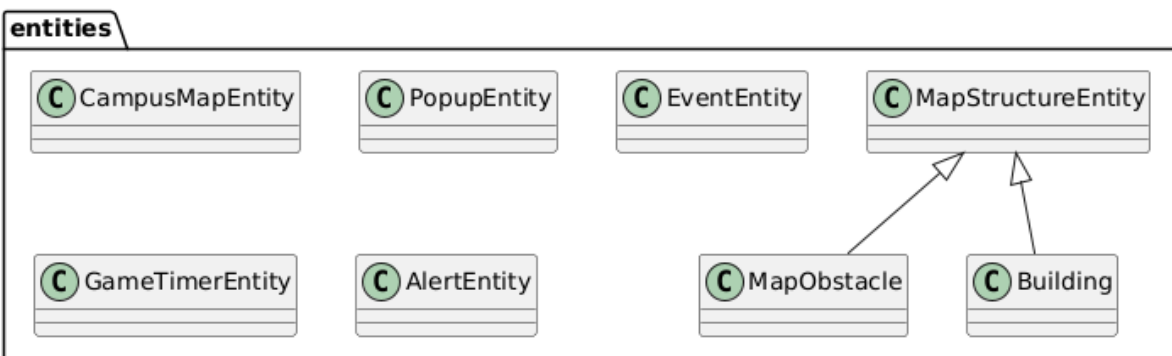 entities
C CampusMapEntity
C PopupEntity
C EventEntity
C MapStructureEntity
C GameTimerEntity
C AlertEntity
C MapObstacle
C Building